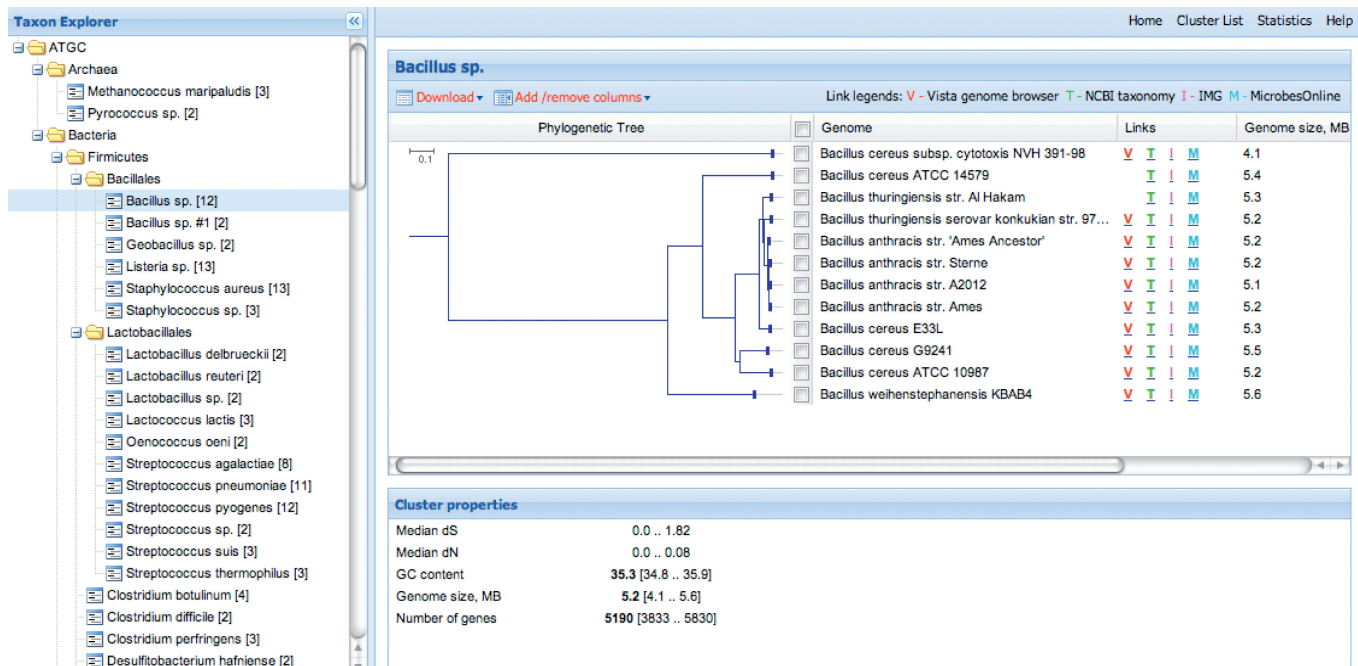 Taxon Explorer
ATGC
Archaea
Methanococcus maripaludis [3]
Pyrococcus sp. [2]
Bacteria
Firmicutes
Bacillales
Bacillus sp. [12]
Bacillus sp. #1 [2]
Geobacillus sp. [2]
Listeria sp. [13]
Staphylococcus aureus [13]
Staphylococcus sp. [3]
Lactobacillales
Lactobacillus delbrueckii [2]
Lactobacillus reuteri [2]
Lactobacillus sp. [2]
Lactococcus lactis [3]
Oenococcus oeni [2]
Streptococcus agalactiae [8]
Streptococcus pneumoniae [11]
Streptococcus pyogenes [12]
Streptococcus sp. [2]
Streptococcus suis [3]
Streptococcus thermophilus [3]
Clostridium botulinum [4]
Clostridium difficile [2]
Clostridium perfringens [3]
Desulfitobacterium hafniense [2]
Home Cluster List Statistics Help
Bacillus sp.
Download Add /remove columns Link legends: V - Vista genome browser T - NCBI taxonomy I - IMG M - MicrobesOnline
Phylogenetic Tree Genome Links Genome size, MB
0.1
Bacillus cereus subsp. cytotoxis NVH 391-98 V T I M 4.1
Bacillus cereus ATCC 14579 T I M 5.4
Bacillus thuringiensis str. Al Hakam T I M 5.3
Bacillus thuringiensis serovar konkukian str. 97... V T I M 5.2
Bacillus anthracis str. 'Ames Ancestor' V T I M 5.2
Bacillus anthracis str. Sterne V T I M 5.2
Bacillus anthracis str. A2012 V T I M 5.1
Bacillus anthracis str. Ames V T I M 5.2
Bacillus cereus E33L V T I M 5.3
Bacillus cereus G9241 V T I M 5.5
Bacillus cereus ATCC 10987 V T I M 5.2
Bacillus weihenstephanensis KBAB4 V T I M 5.6
Cluster properties
Median dS 0.0 .. 1.82
Median dN 0.0 .. 0.08
GC content 35.3 [34.8 .. 35.9]
Genome size, MB 5.2 [4.1 .. 5.6]
Number of genes 5190 [3833 .. 5830]